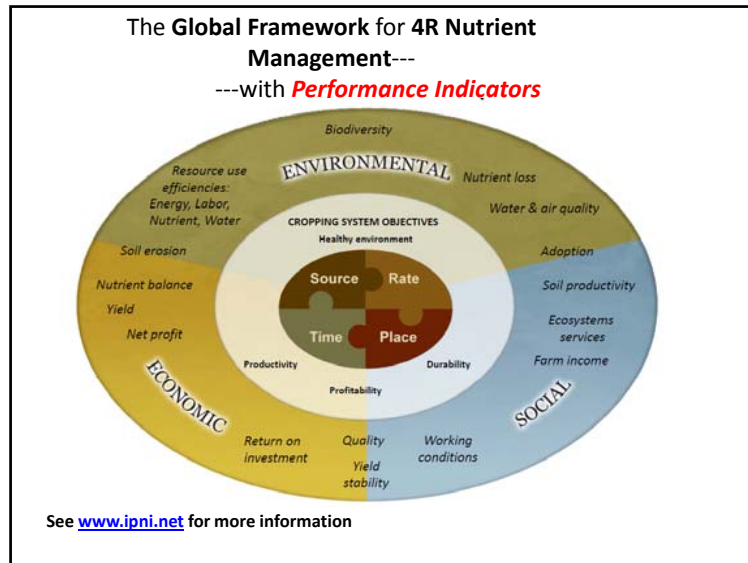 The Global Framework for 4R Nutrient
Management---
---with Performance Indicators
Biodiversity
ENVIRONMENTAL
Resource use
efficiencies:
Energy, Labor,
Nutrient, Water
Nutrient loss
Water & air quality
CROPPING SYSTEM OBJECTIVES
Healthy environment
Soil erosion
Adoption
Source
Rate
Nutrient balance
Soil productivity
Yield
Ecosystems
services
Net profit
Time
Place
Farm income
Productivity
Durability
Profitability
ECONOMIC
SOCIAL
Return on
investment
Quality
Yield
stability
Working
conditions
See www.ipni.net for more information